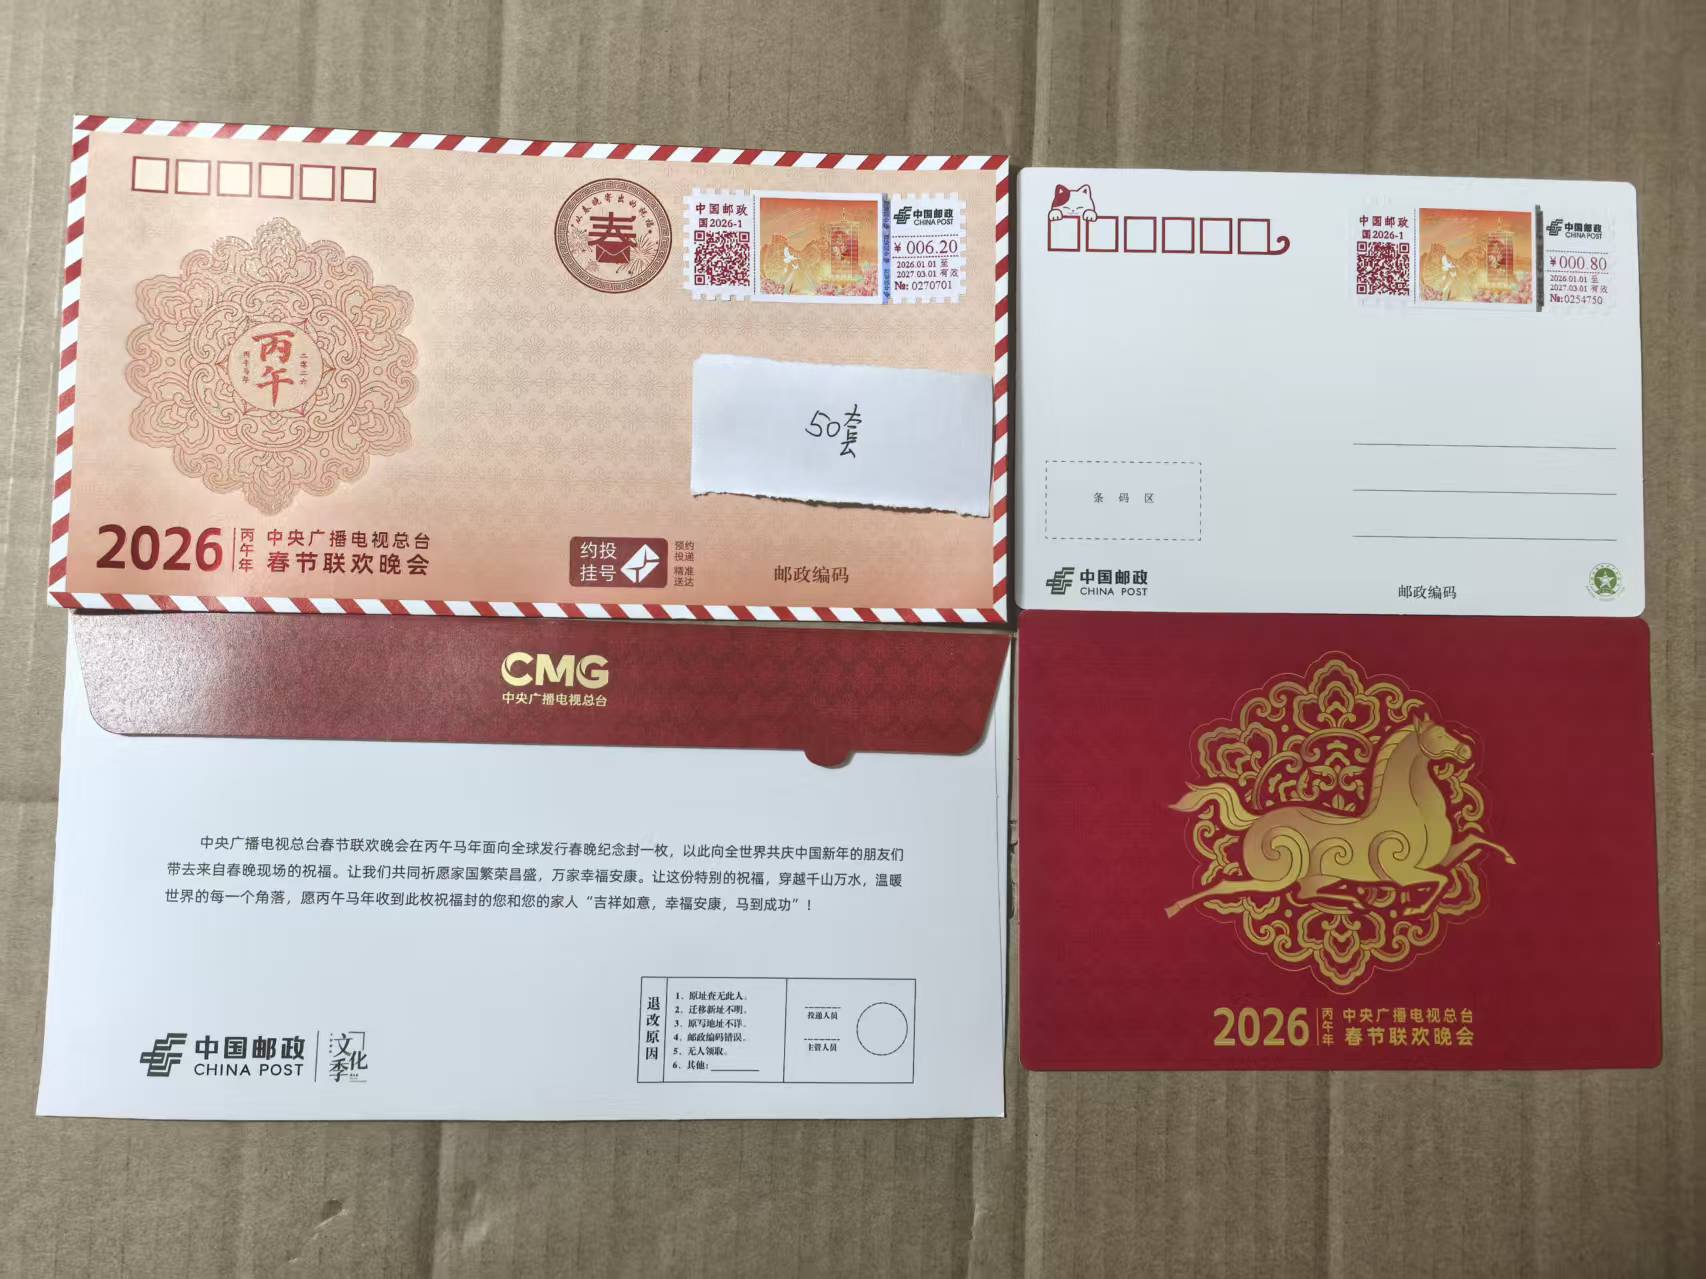 从春晚寄出的祝福
春
中国邮政
国2026-1
中国邮政
CHINA POST
¥ 006.20
2026.01.01 至
2027.03.01 有效
№: 0270701
丙午
二零二六
丙午马年
50套
2026
丙午年
中央广播电视总台
春节联欢晚会
约投
挂号
预约
投递
精准
送达
邮政编码
CMG
中央广播电视总台
中央广播电视总台春节联欢晚会在丙午马年面向全球发行春晚纪念封一枚，以此向全世界共庆中国新年的朋友们
带去来自春晚现场的祝福。让我们共同祈愿家国繁荣昌盛，万家幸福安康。让这份特别的祝福，穿越千山万水，温暖
世界的每一个角落，愿丙午马年收到此枚祝福封的您和您的家人“吉祥如意，幸福安康，马到成功”！
中国邮政
CHINA POST
文化季
退改原因
1、原址查无此人。
2、迁移新址不明。
3、原写地址不详。
4、邮政编码错误。
5、无人领取。
6、其他:
投递人员
主管人员
中国邮政
国2026-1
中国邮政
CHINA POST
¥000.80
2026.01.01 至
2027.03.01 有效
№:0254750
条 码 区
中国邮政
CHINA POST
邮政编码
2026
丙午年
中央广播电视总台
春节联欢晚会